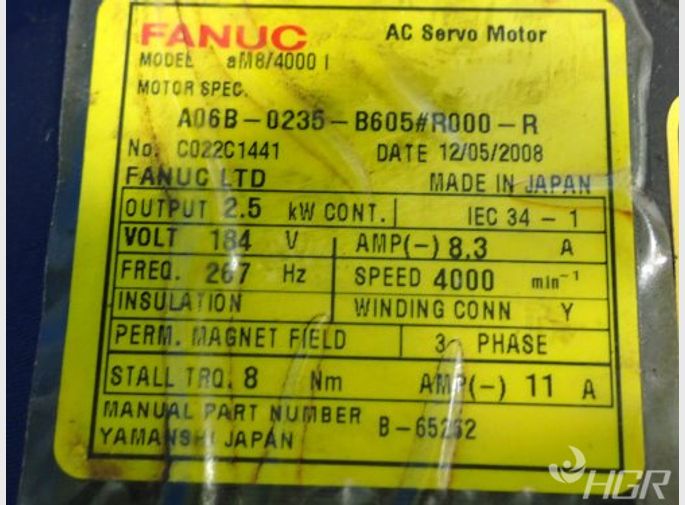 FANUC AC Servo Motor
MODEL aM8/4000 I
MOTOR SPEC.
A06B-0235-B605#R000-R
No. C022C1441 DATE 12/05/2008
FANUC LTD MADE IN JAPAN
OUTPUT 2.5 kW CONT. IEC 34-1
VOLT 184 V AMP(~) 8.3 A
FREQ. 267 Hz SPEED 4000 min⁻¹
INSULATION WINDING CONN Y
PERM. MAGNET FIELD 3- PHASE
STALL TRQ. 8 Nm AMP(~) 11 A
MANUAL PART NUMBER B-65262
YAMANSHI JAPAN
HGR